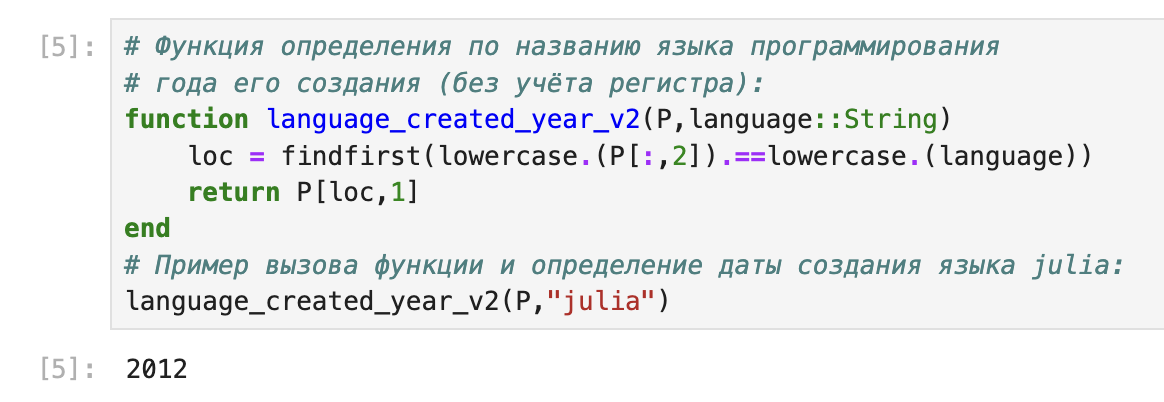 [5]: # Функция определения по названию языка программирования
# года его создания (без учёта регистра):
function language_created_year_v2(P,language::String)
    loc = findfirst(lowercase.(P[:,2]).==lowercase.(language))
    return P[loc,1]
end
# Пример вызова функции и определение даты создания языка julia:
language_created_year_v2(P,"julia")
[5]: 2012